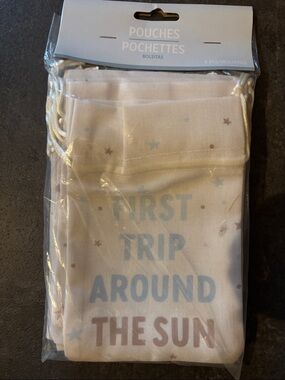 POUCHES
POCHETTES
BOLSITAS
FIRST
TRIP
AROUND
THE SUN